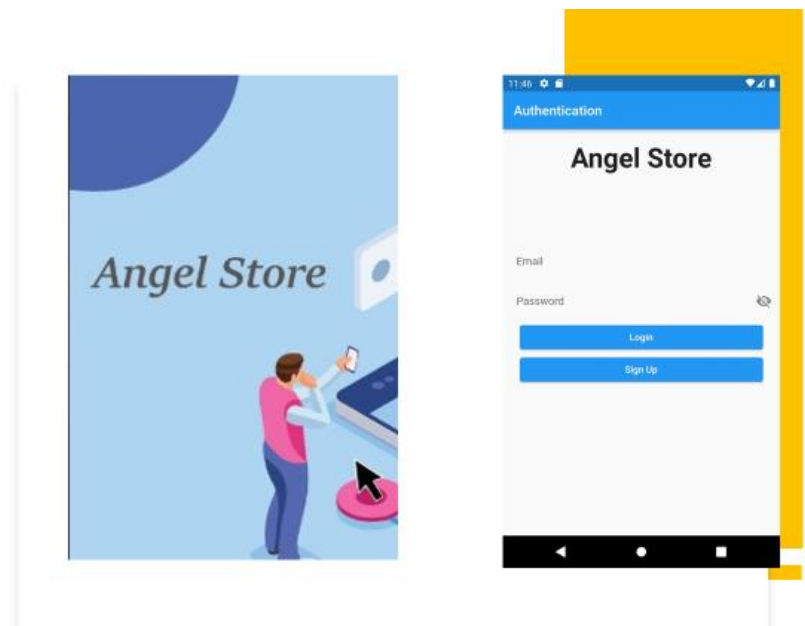 Angel Store
11:46
Authentication
Angel Store
Email
Password
Login
Sign Up